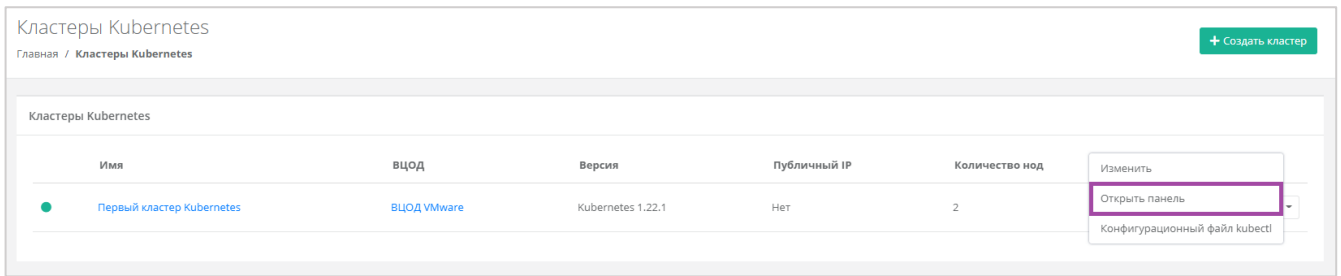 Кластеры Kubernetes
Главная / Кластеры Kubernetes
+ Создать кластер
Кластеры Kubernetes
Имя ВЦОД Версия Публичный IP Количество нод
Изменить
Первый кластер Kubernetes ВЦОД VMware Kubernetes 1.22.1 Нет 2
Открыть панель
Конфигурационный файл kubectl